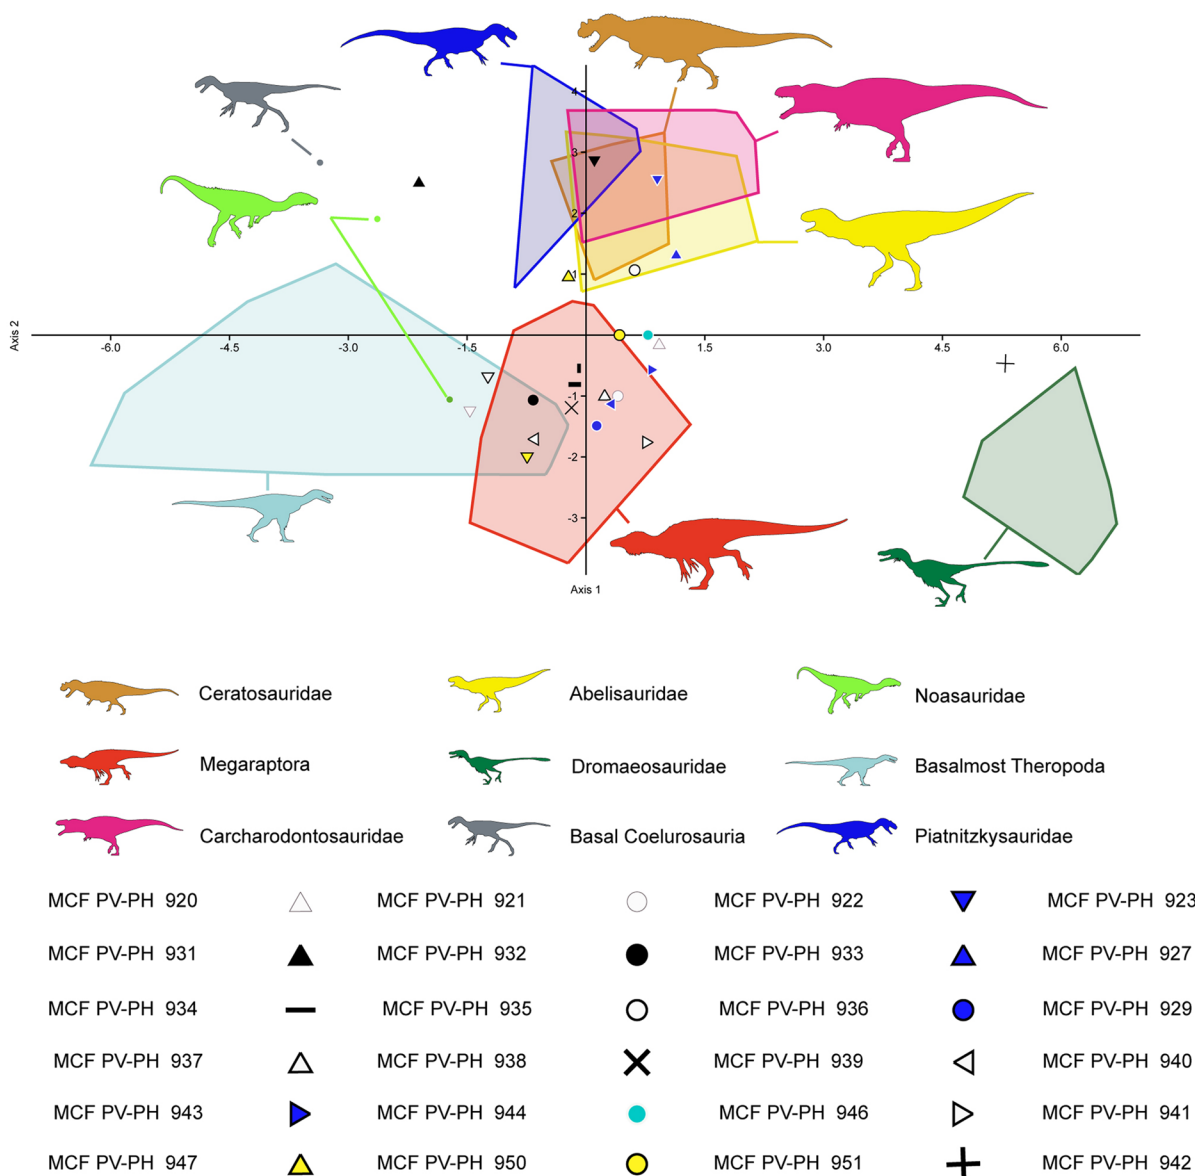 4
3
2
1
Axis 2
-6.0
-4.5
-3.0
-1.5
1.5
3.0
4.5
6.0
-1
-2
-3
Axis 1
Ceratosauridae Abelisauridae Noasauridae
Megaraptora Dromaeosauridae Basalmost Theropoda
Carcharodontosauridae Basal Coelurosauria Piatnitzkysauridae
MCF PV-PH 920 MCF PV-PH 921 MCF PV-PH 922 MCF PV-PH 923
MCF PV-PH 931 MCF PV-PH 932 MCF PV-PH 933 MCF PV-PH 927
MCF PV-PH 934 MCF PV-PH 935 MCF PV-PH 936 MCF PV-PH 929
MCF PV-PH 937 MCF PV-PH 938 MCF PV-PH 939 MCF PV-PH 940
MCF PV-PH 943 MCF PV-PH 944 MCF PV-PH 946 MCF PV-PH 941
MCF PV-PH 947 MCF PV-PH 950 MCF PV-PH 951 MCF PV-PH 942